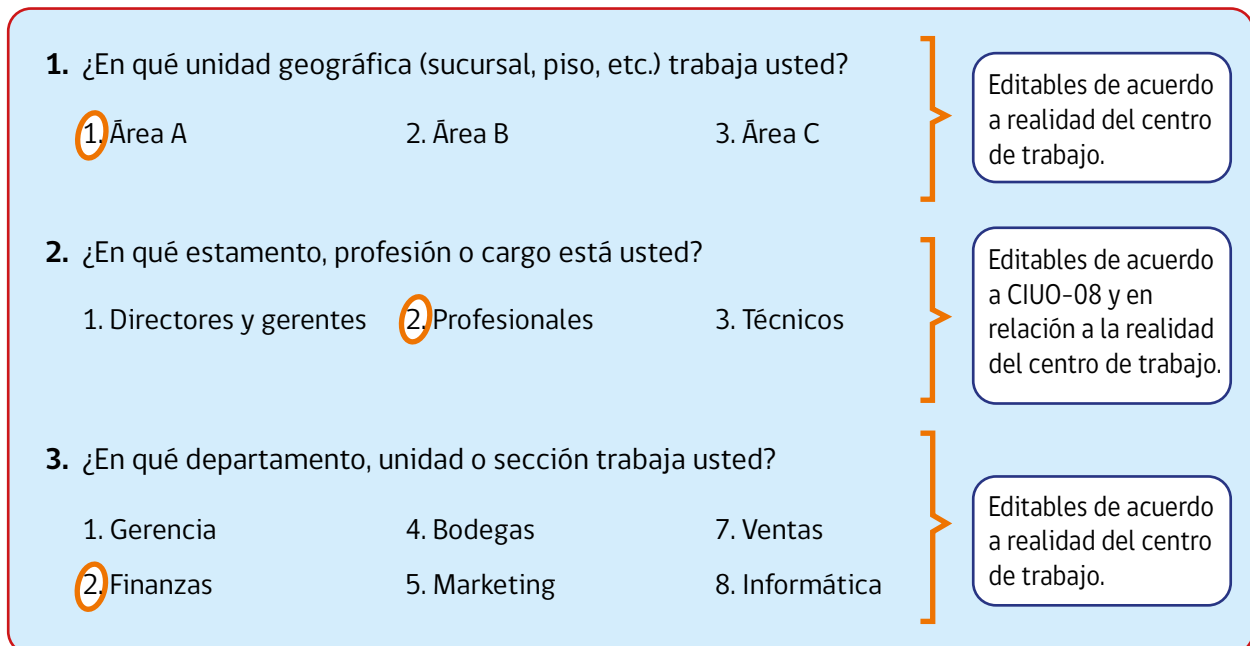 1. ¿En qué unidad geográfica (sucursal, piso, etc.) trabaja usted?
1. Área A 2. Área B 3. Área C
Editables de acuerdo
a realidad del centro
de trabajo.
2. ¿En qué estamento, profesión o cargo está usted?
1. Directores y gerentes 2. Profesionales 3. Técnicos
Editables de acuerdo
a CIUO-08 y en
relación a la realidad
del centro de trabajo.
3. ¿En qué departamento, unidad o sección trabaja usted?
1. Gerencia 4. Bodegas 7. Ventas
2. Finanzas 5. Marketing 8. Informática
Editables de acuerdo
a realidad del centro
de trabajo.